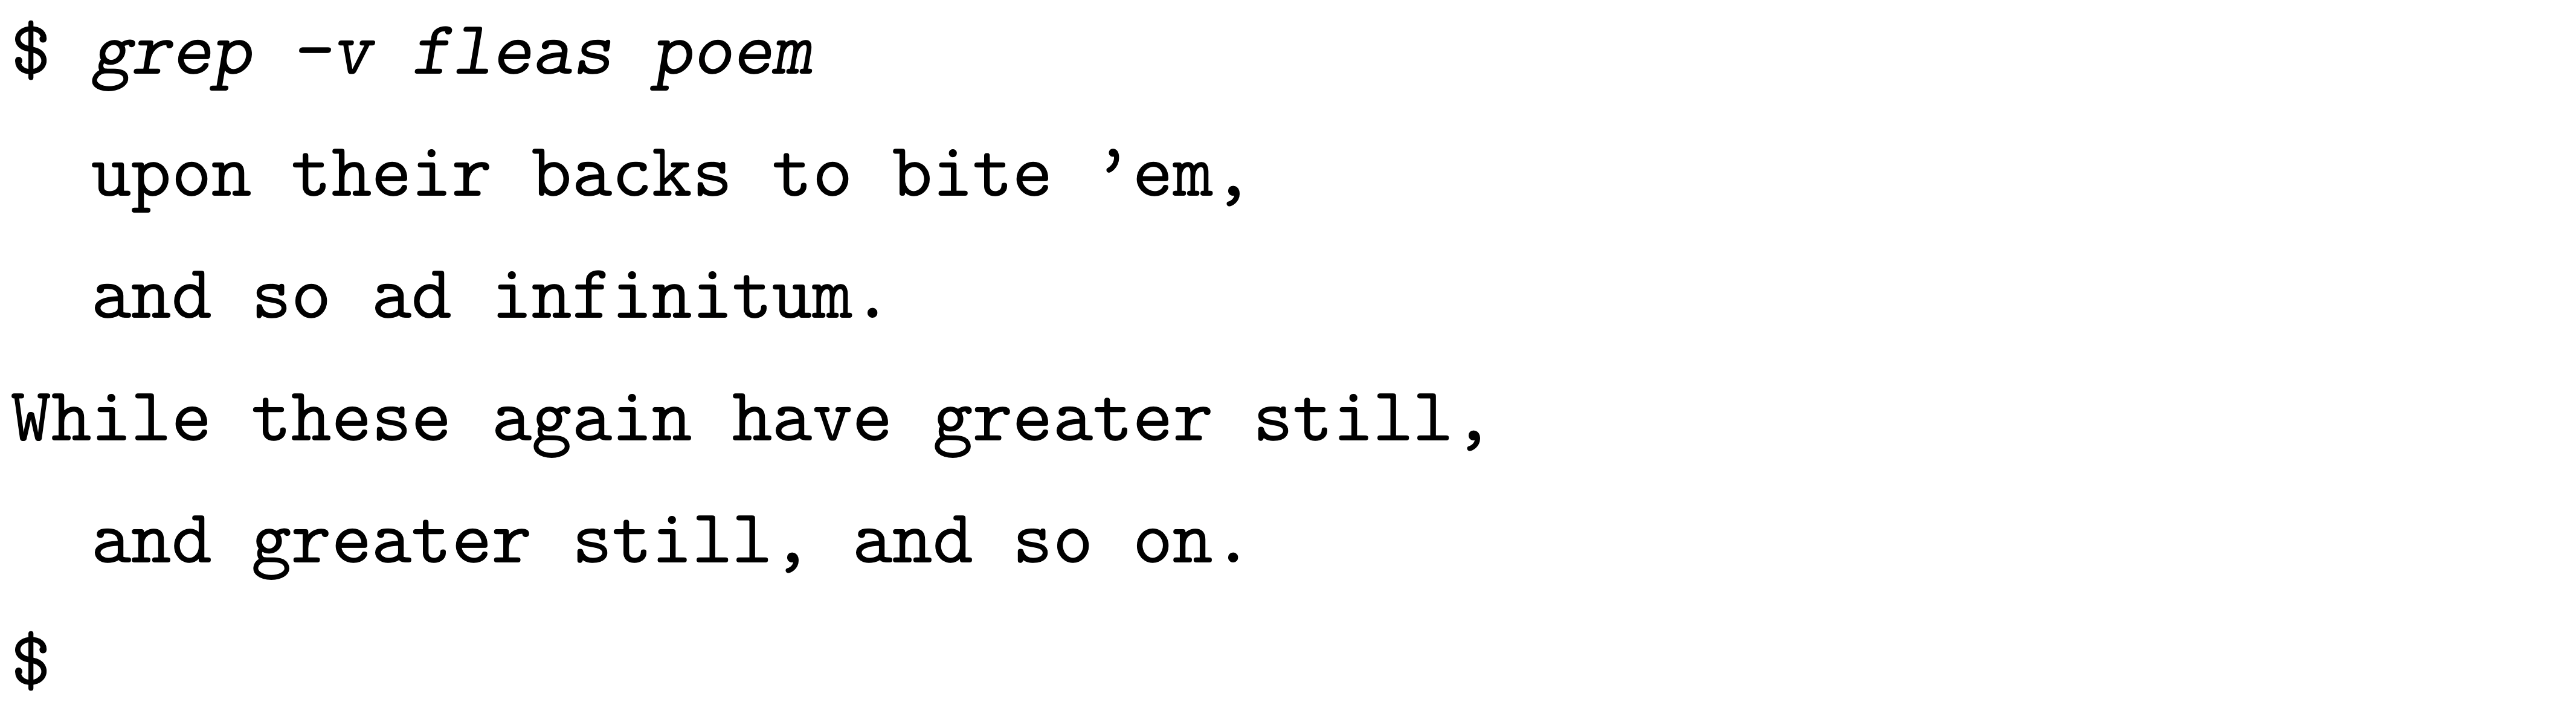 $ grep -v fleas poem
  upon their backs to bite ’em,
  and so ad infinitum.
While these again have greater still,
  and greater still, and so on.
$